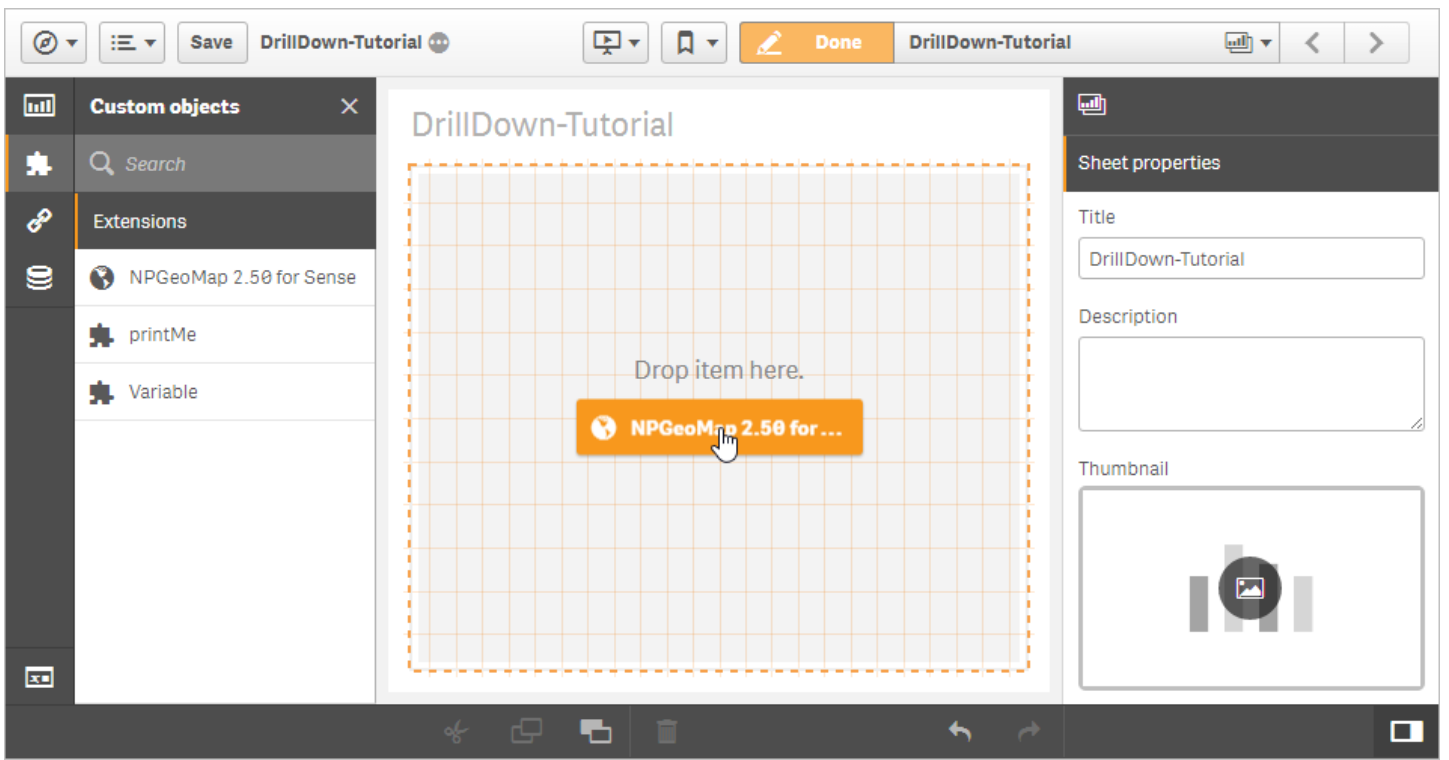 Save
DrillDown-Tutorial
Done
DrillDown-Tutorial
Custom objects
Search
Extensions
NPGeoMap 2.50 for Sense
printMe
Variable
DrillDown-Tutorial
Drop item here.
NPGeoMap 2.50 for ...
Sheet properties
Title
DrillDown-Tutorial
Description
Thumbnail